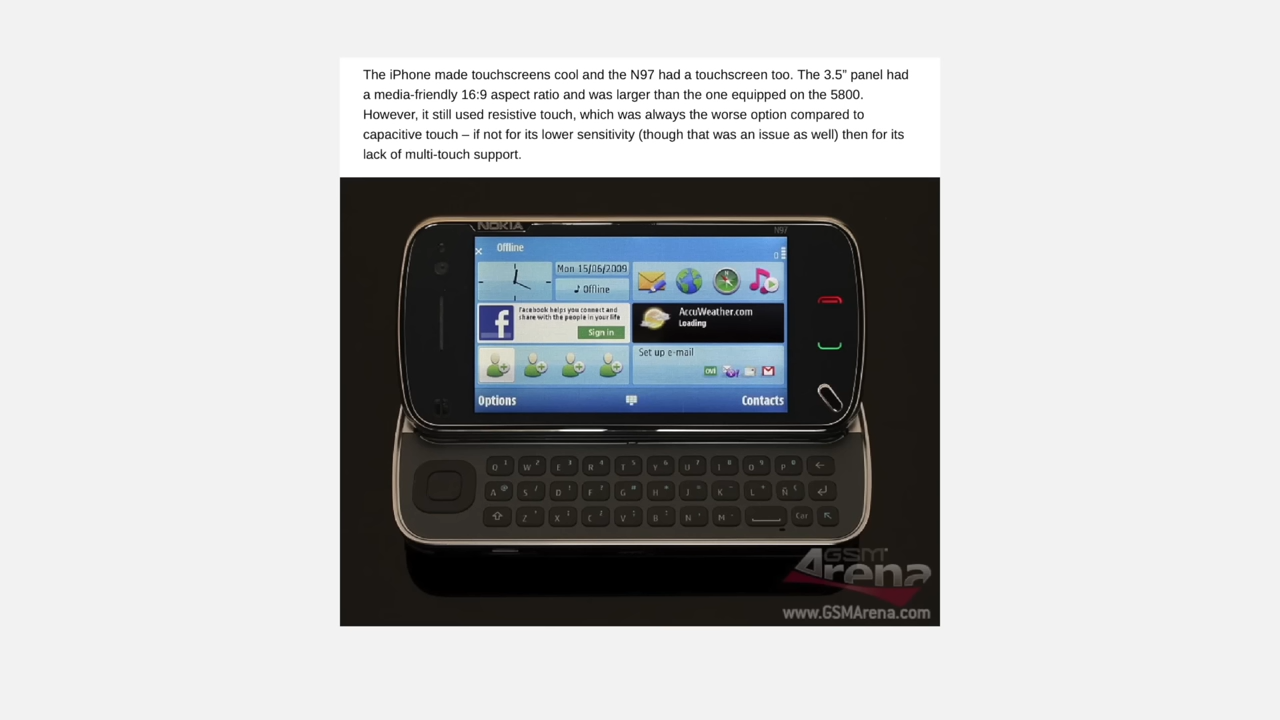 The iPhone made touchscreens cool and the N97 had a touchscreen too. The 3.5” panel had
a media-friendly 16:9 aspect ratio and was larger than the one equipped on the 5800.
However, it still used resistive touch, which was always the worse option compared to
capacitive touch – if not for its lower sensitivity (though that was an issue as well) then for its
lack of multi-touch support.
NOKIA
N97
Offline
Mon 15/06/2009
Offline
Facebook helps you connect and
share with the people in your life
Sign in
AccuWeather.com
Loading
Set up e-mail
ovi
Options
Contacts
Q W E R T Y U I O P
A S D F G H J K L Ñ
Z X C V B N M Car
GSM
Arena
www.GSMArena.com